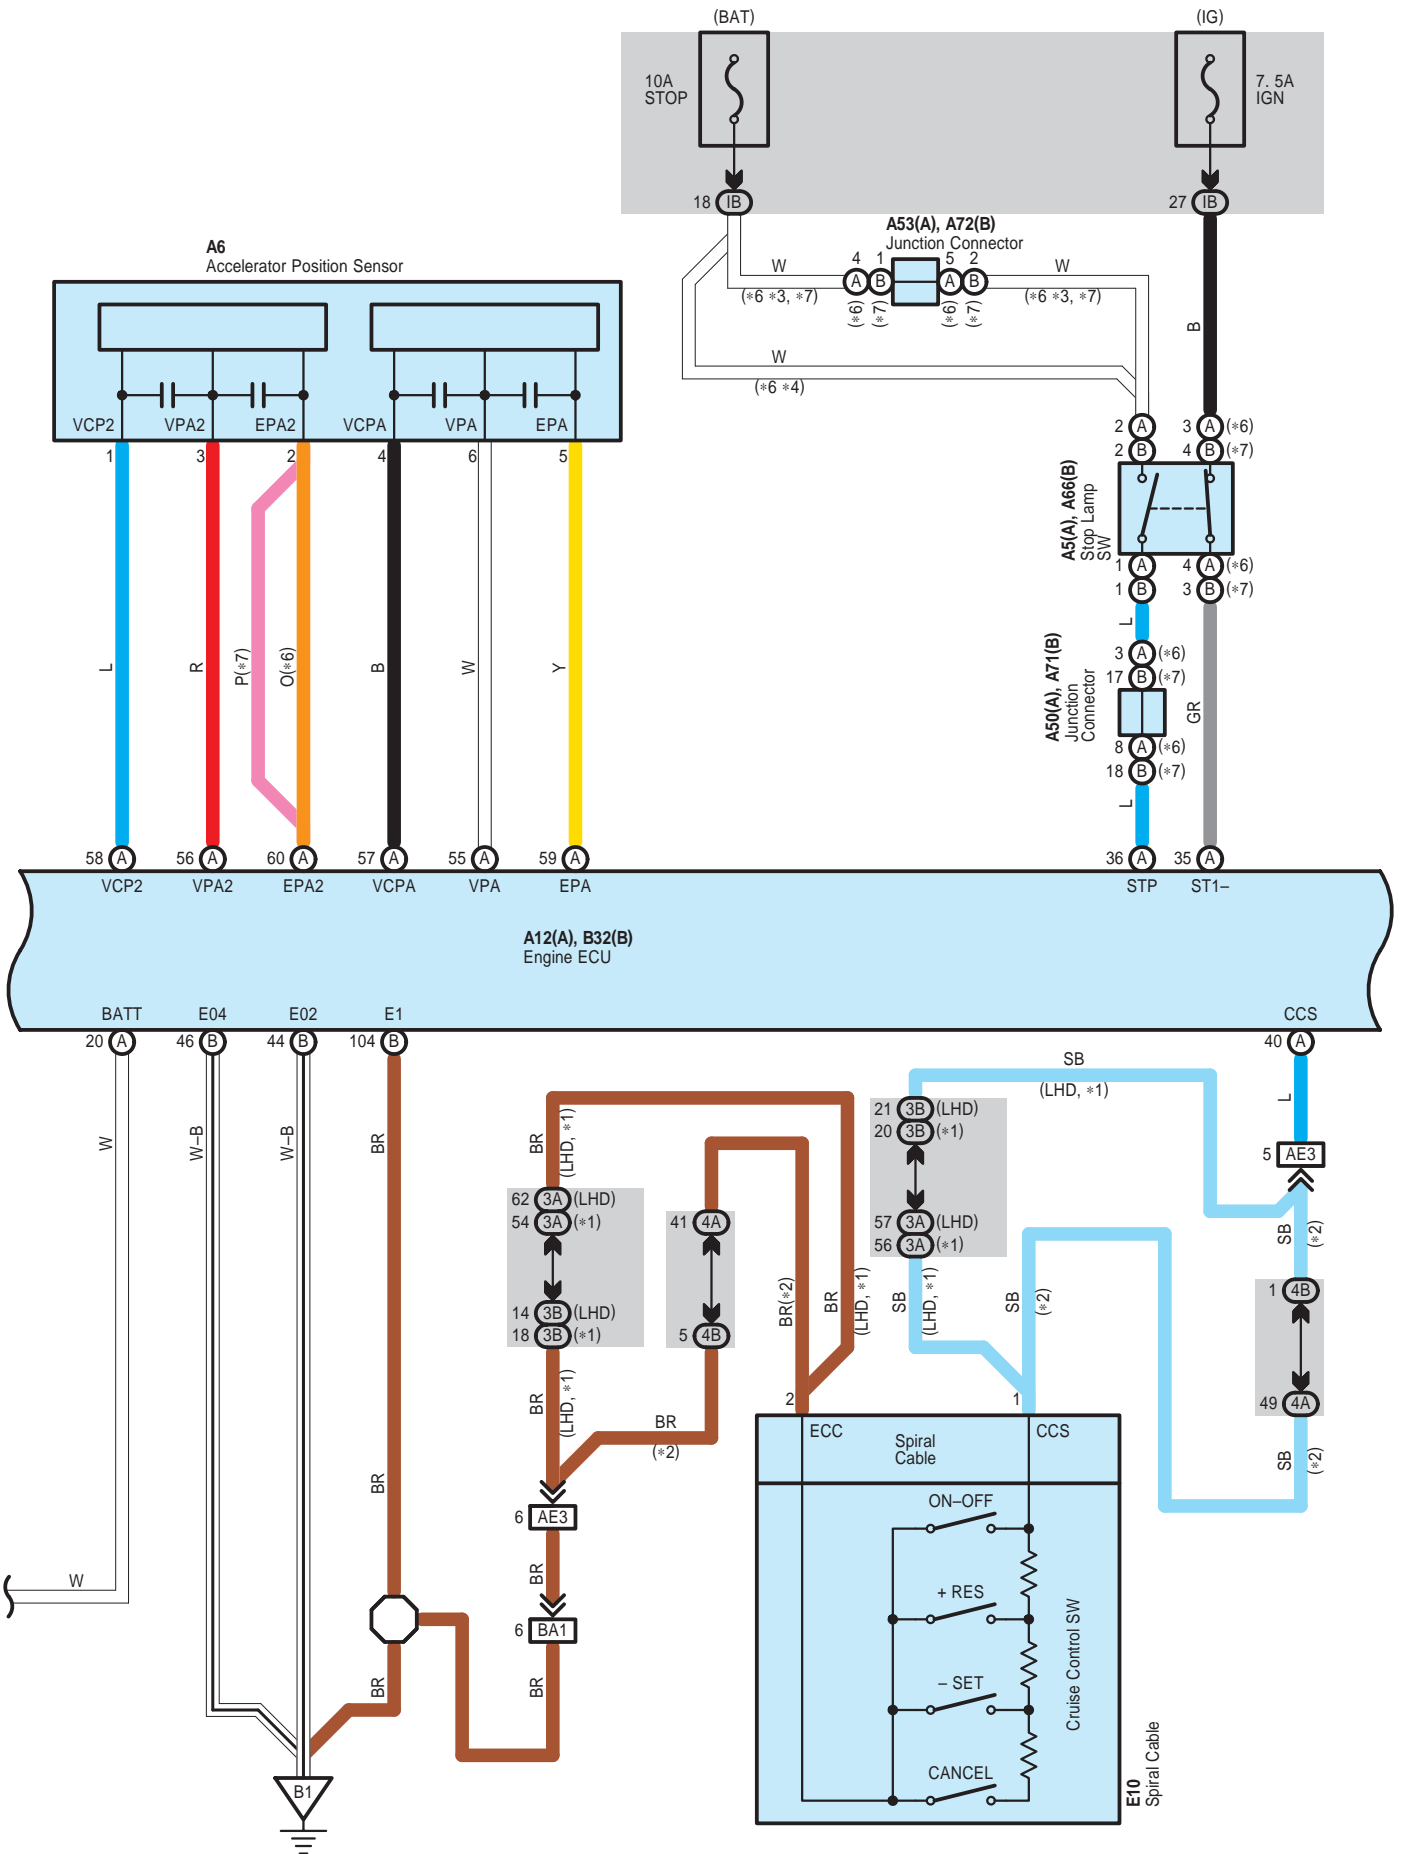 (BAT)
(IG)
10A
STOP
7. 5A
IGN
18 IB
27 IB
A53(A), A72(B)
Junction Connector
4 1 5 2
W A B A B W
(*6 *3, *7) (*6 *3, *7)
(*6) (*7) (*6) (*7)
W
(*6 *4)
B
A6
Accelerator Position Sensor
VCP2 VPA2 EPA2 VCPA VPA EPA
1 3 2 4 6 5
2 A 3 A (*6)
2 B 4 B (*7)
A5(A), A66(B)
Stop Lamp
SW
1 A 4 A (*6)
1 B 3 B (*7)
L
3 A (*6)
17 B (*7)
A50(A), A71(B)
Junction
Connector
8 A (*6)
18 B (*7)
L
GR
L R P(*7) O(*6) B W Y
58 A 56 A 60 A 57 A 55 A 59 A 36 A 35 A
VCP2 VPA2 EPA2 VCPA VPA EPA STP ST1–
A12(A), B32(B)
Engine ECU
BATT E04 E02 E1 CCS
20 A 46 B 44 B 104 B 40 A
W W–B W–B BR
SB
(LHD, *1)
L
5 AE3
21 3B (LHD)
20 3B (*1)
57 3A (LHD)
56 3A (*1)
BR
(LHD, *1)
62 3A (LHD)
54 3A (*1)
14 3B (LHD)
18 3B (*1)
41 4A
5 4B
SB
(*2)
1 4B
49 4A
SB
(*2)
BR(*2)
BR
(LHD, *1)
SB
(LHD, *1)
SB
(*2)
BR
(LHD, *1)
BR
(*2)
2 1
ECC CCS
Spiral
Cable
BR
6 AE3
BR
6 BA1
BR
BR
W
ON–OFF
+ RES
– SET
CANCEL
Cruise Control SW
E10
Spiral Cable
B1